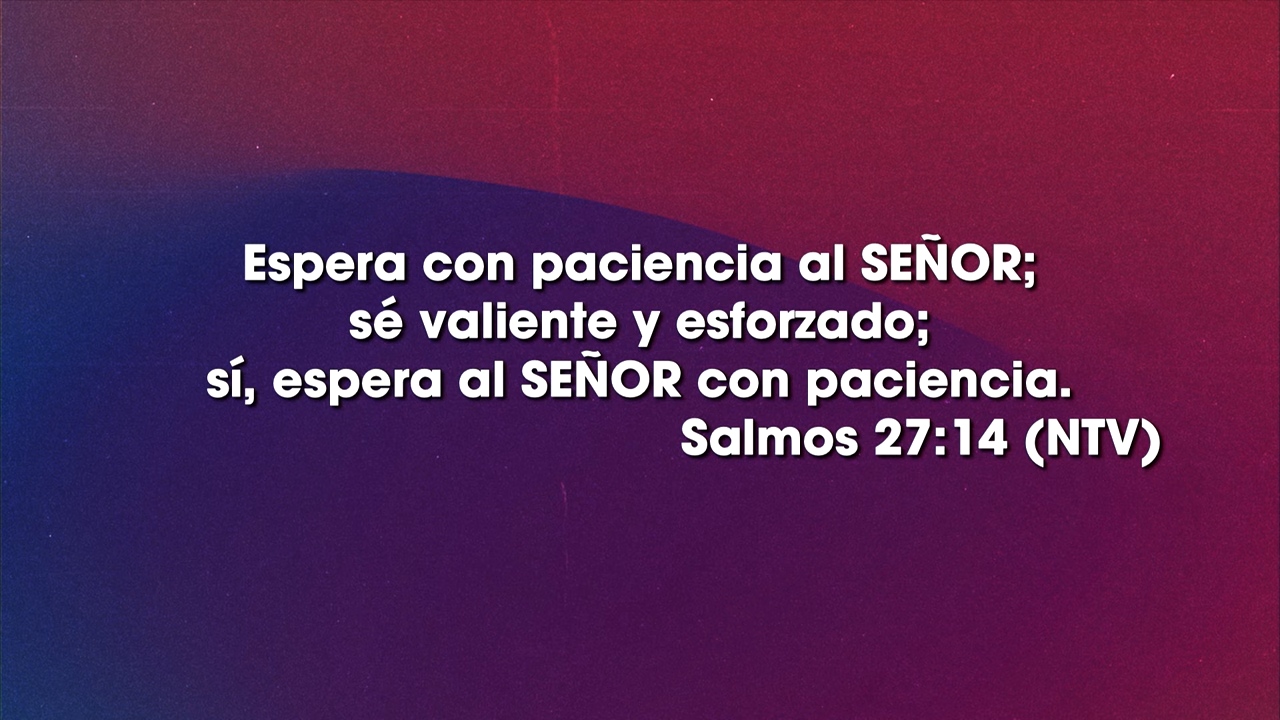 Espera con paciencia al SEÑOR;
sé valiente y esforzado;
sí, espera al SEÑOR con paciencia.
Salmos 27:14 (NTV)